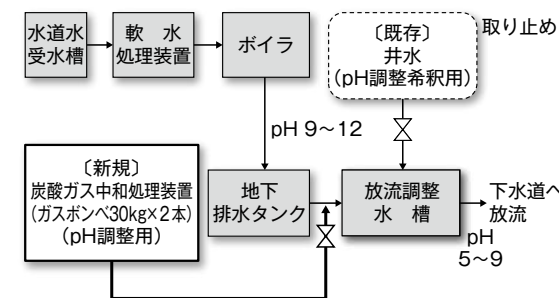 水道水
受水槽
軟　水
処理装置
ボイラ
〔既存〕
井水
(pH調整希釈用)
取り止め
pH 9〜12
〔新規〕
炭酸ガス中和処理装置
(ガスボンベ30kg×2本)
(pH調整用)
地下
排水タンク
放流調整
水　槽
下水道へ
放流
pH
5〜9